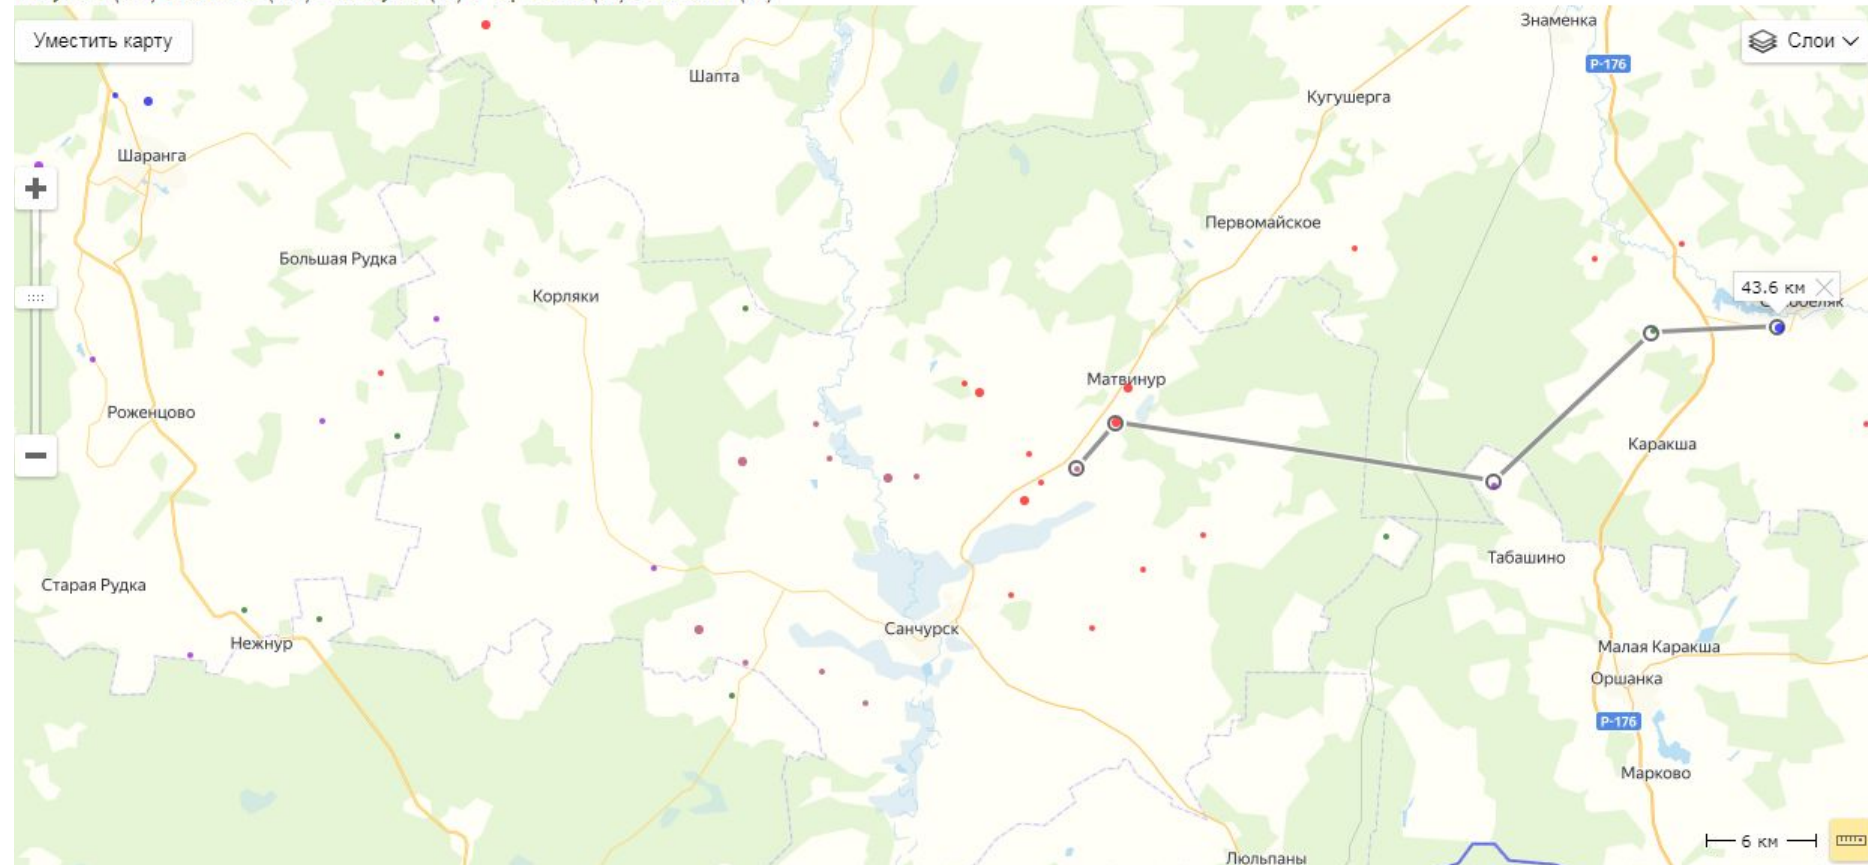 Знаменка
Уместить карту
Слои
Р-176
Шапта
Кугушерга
Шаранга
Первомайское
Большая Рудка
43.6 км
Корляки
Матвинур
Роженцово
Каракша
Табашино
Старая Рудка
Санчурск
Нежнур
Малая Каракша
Оршанка
Р-176
Марково
6 км
Люльпаны